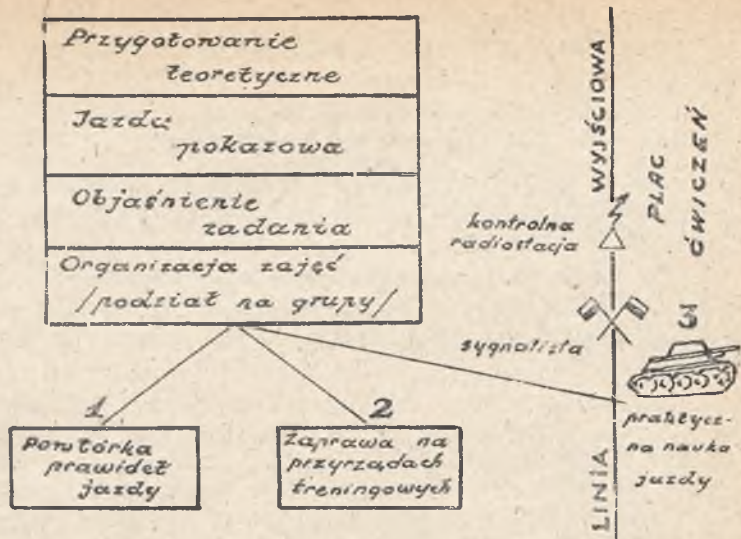 Przygotowanie
teoretyczne
Jazda
pokazowa
Objaśnienie
zadania
Organizacja zajęć
/podział na grupy/
1
Powtórka
prawideł
jazdy
2
Zaprawa na
przyrządach
treningowych
LINIA WYJŚCIOWA
kontrolna
radiostacja
sygnalista
PLAC
ĆWICZEŃ
3
praktycz-
na nauka
jazdy